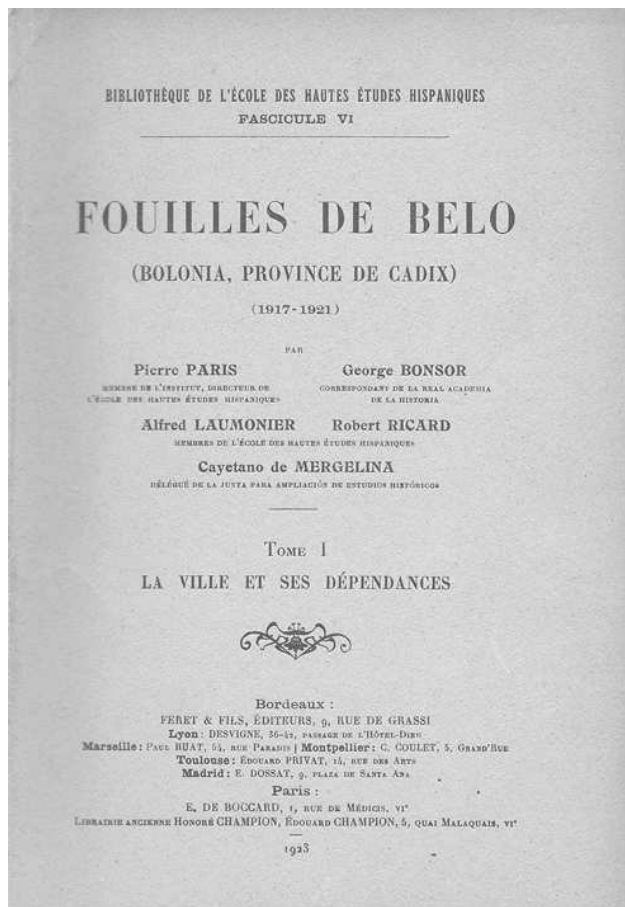 BIBLIOTHÈQUE DE L'ÉCOLE DES HAUTES ÉTUDES HISPANIQUES
FASCICULE VI
FOUILLES DE BELO
(BOLONIA, PROVINCE DE CADIX)
(1917-1921)
PAR
Pierre PARIS George BONSOR
MEMBRE DE L'INSTITUT, DIRECTEUR DE CORRESPONDANT DE LA REAL ACADEMIA
L'ÉCOLE DES HAUTES ÉTUDES HISPANIQUES DE LA HISTORIA
Alfred LAUMONIER Robert RICARD
MEMBRES DE L'ÉCOLE DES HAUTES ÉTUDES HISPANIQUES
Cayetano de MERGELINA
DÉLÉGUÉ DE LA JUNTA PARA AMPLIACIÓN DE ESTUDIOS HISTÓRICOS
TOME I
LA VILLE ET SES DÉPENDANCES
Bordeaux :
FERET & FILS, ÉDITEURS, 9, RUE DE GRASSI
Lyon : DESVIGNE, 36-42, PASSAGE DE L'HÔTEL-DIEU
Marseille : PAUL RUAT, 54, RUE PARADIS | Montpellier : C. COULET, 5, GRAND'RUE
Toulouse : ÉDOUARD PRIVAT, 14, RUE DES ARTS
Madrid : E. DOSSAT, 9, PLAZA DE SANTA ANA
Paris :
E. DE BOCCARD, 1, RUE DE MÉDICIS, VIe
LIBRAIRIE ANCIENNE HONORÉ CHAMPION, ÉDOUARD CHAMPION, 5, QUAI MALAQUAIS, VIe
1923